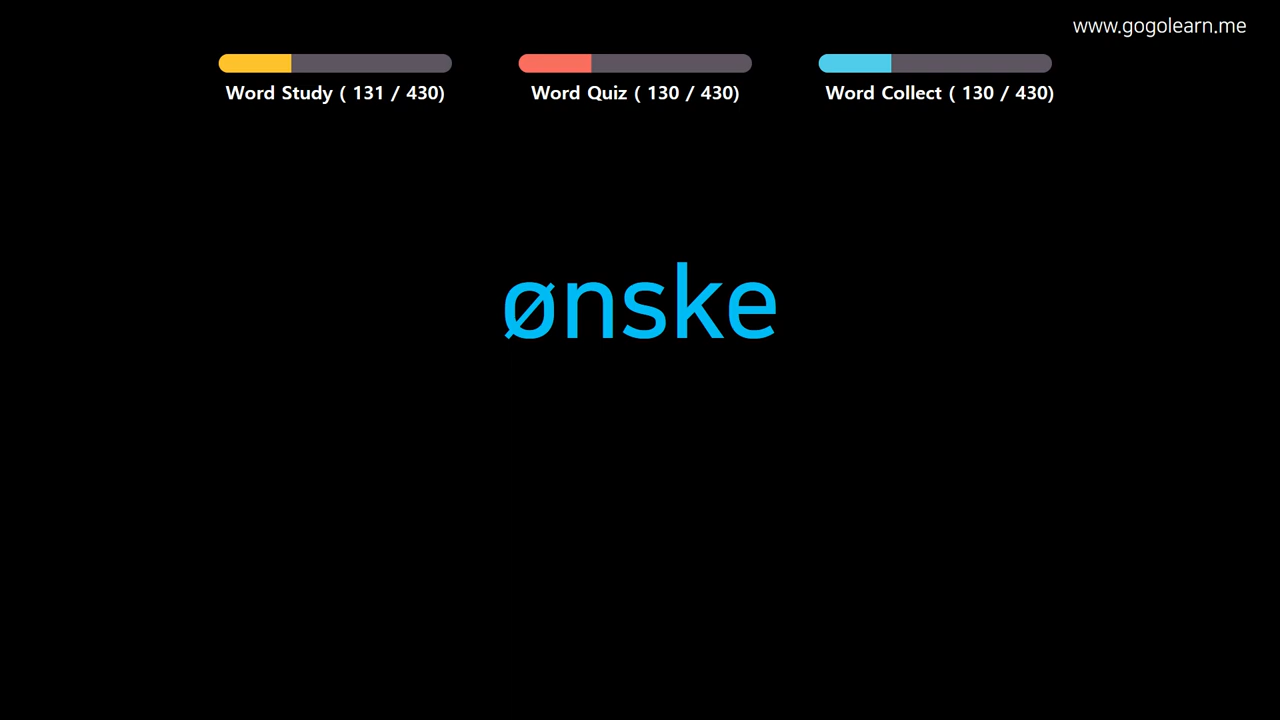 www.gogolearn.me
Word Study ( 131 / 430)
Word Quiz ( 130 / 430)
Word Collect ( 130 / 430)
ønske